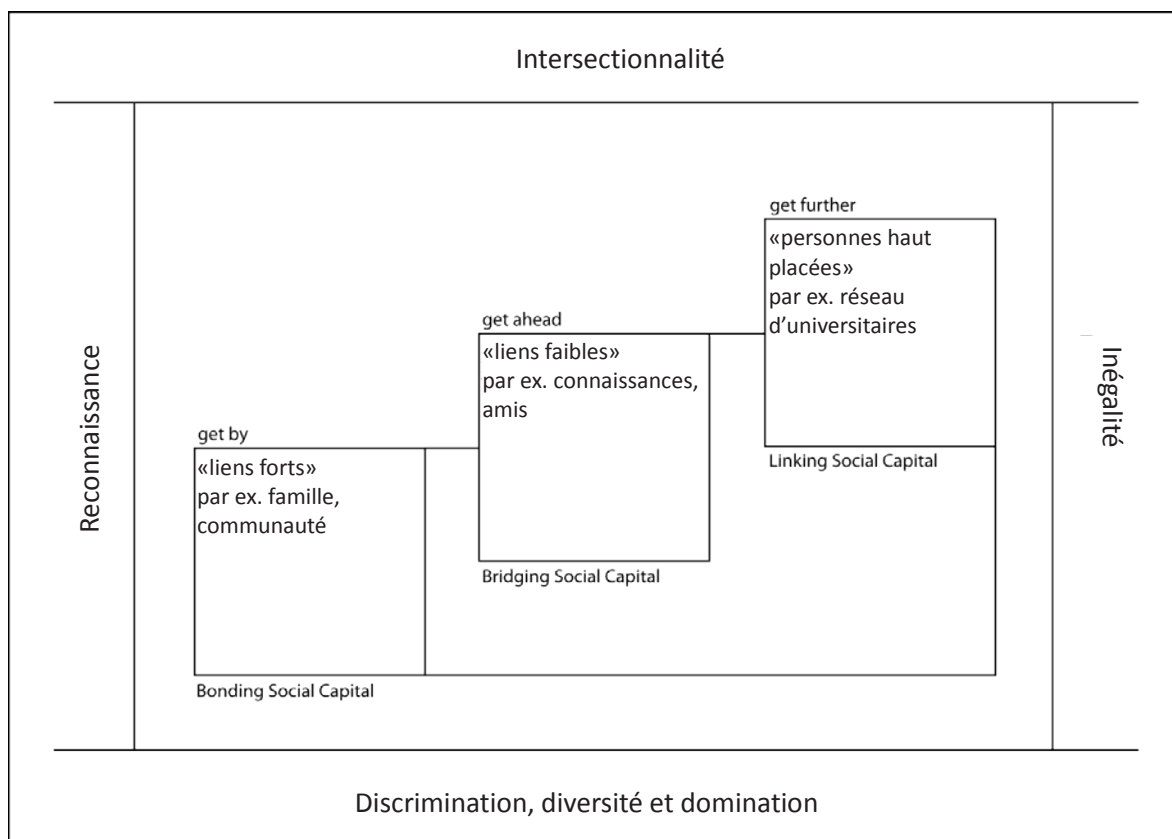 Intersectionnalité
Reconnaissance
get further
«personnes haut
placées»
par ex. réseau
d'universitaires
Linking Social Capital
get ahead
«liens faibles»
par ex. connaissances,
amis
Bridging Social Capital
get by
«liens forts»
par ex. famille,
communauté
Bonding Social Capital
Inégalité
Discrimination, diversité et domination